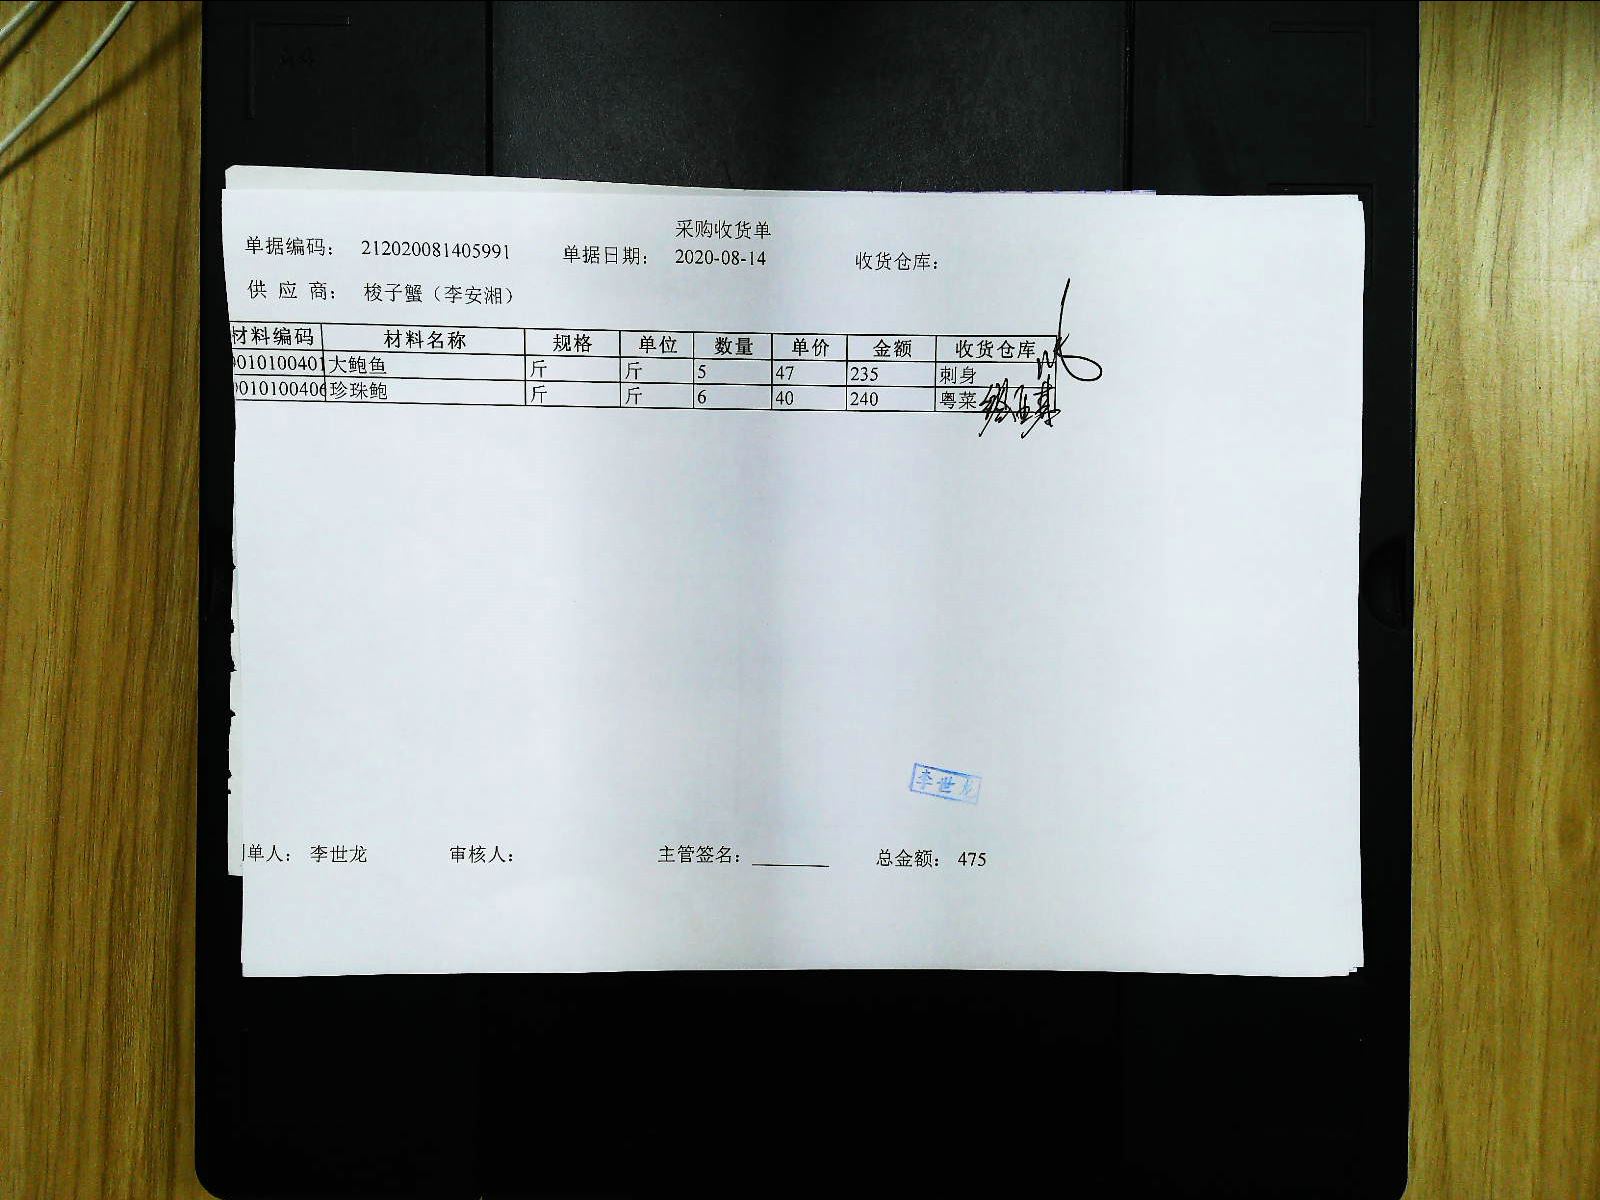 采购收货单
单据编码： 212020081405991 单据日期： 2020-08-14 收货仓库：
供 应 商： 梭子蟹（李安湘）
材料编码 材料名称 规格 单位 数量 单价 金额 收货仓库
0010100401 大鲍鱼 斤 斤 5 47 235 刺身
0010100406 珍珠鲍 斤 斤 6 40 240 粤菜
李世龙
单人： 李世龙 审核人： 主管签名： 总金额： 475